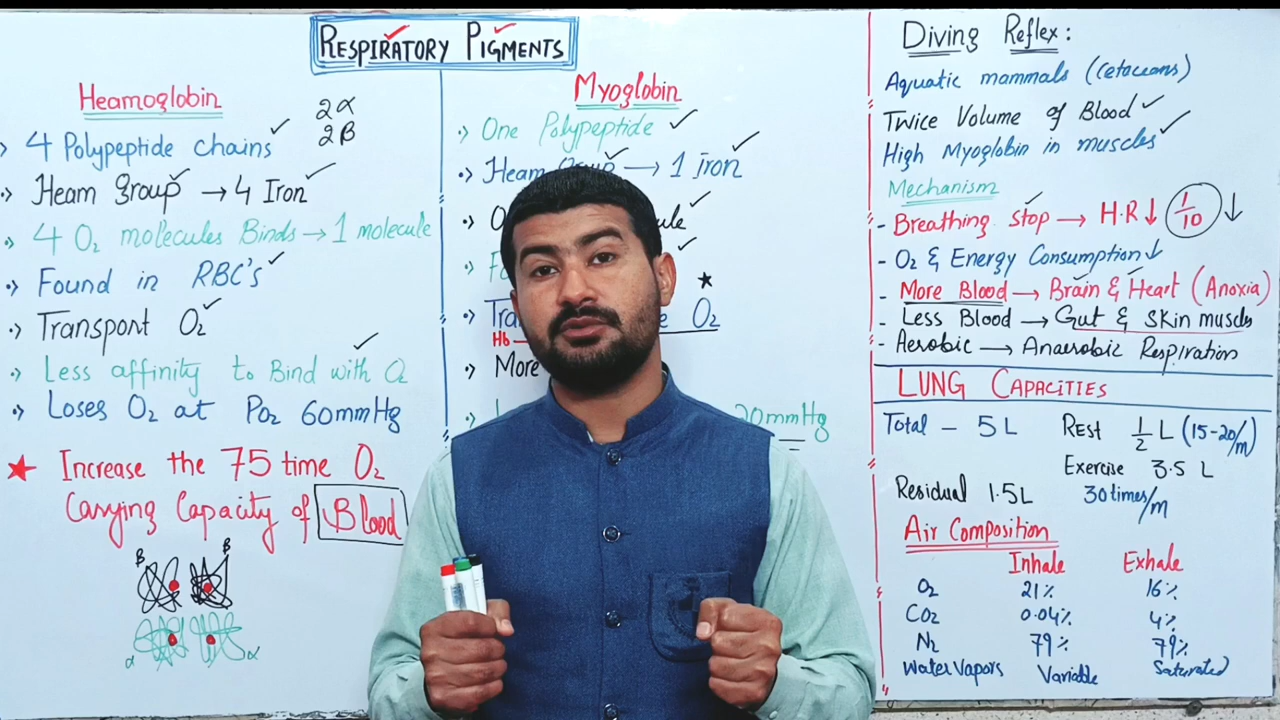 RESPIRATORY PIGMENTS
Heamoglobin
2α
2β
4 Polypeptide chains
Heam Group → 4 Iron
4 O2 molecules Binds → 1 molecule
Found in RBC's
Transport O2
Less affinity to Bind with O2
Loses O2 at Po2 60mmHg
★ Increase the 75 time O2
Carrying Capacity of Blood
β β
α α
Myoglobin
One Polypeptide
Heam Group → 1 iron
★
O2
Hb
More
20mmHg
Diving Reflex:
Aquatic mammals (Cetaceans)
Twice Volume of Blood
High Myoglobin in muscles
Mechanism
- Breathing stop → H.R↓ 1/10 ↓
- O2 & Energy Consumption↓
- More Blood → Brain & Heart (Anoxia)
- Less Blood → Gut & Skin muscles
- Aerobic → Anaerobic Respiration
LUNG CAPACITIES
Total - 5L Rest 1/2 L (15-20/m)
Exercise 3.5 L
Residual 1.5L 30times/m
Air Composition
Inhale Exhale
O2 21% 16%
CO2 0.04% 4%
N2 79% 79%
Water Vapors Variable Saturated